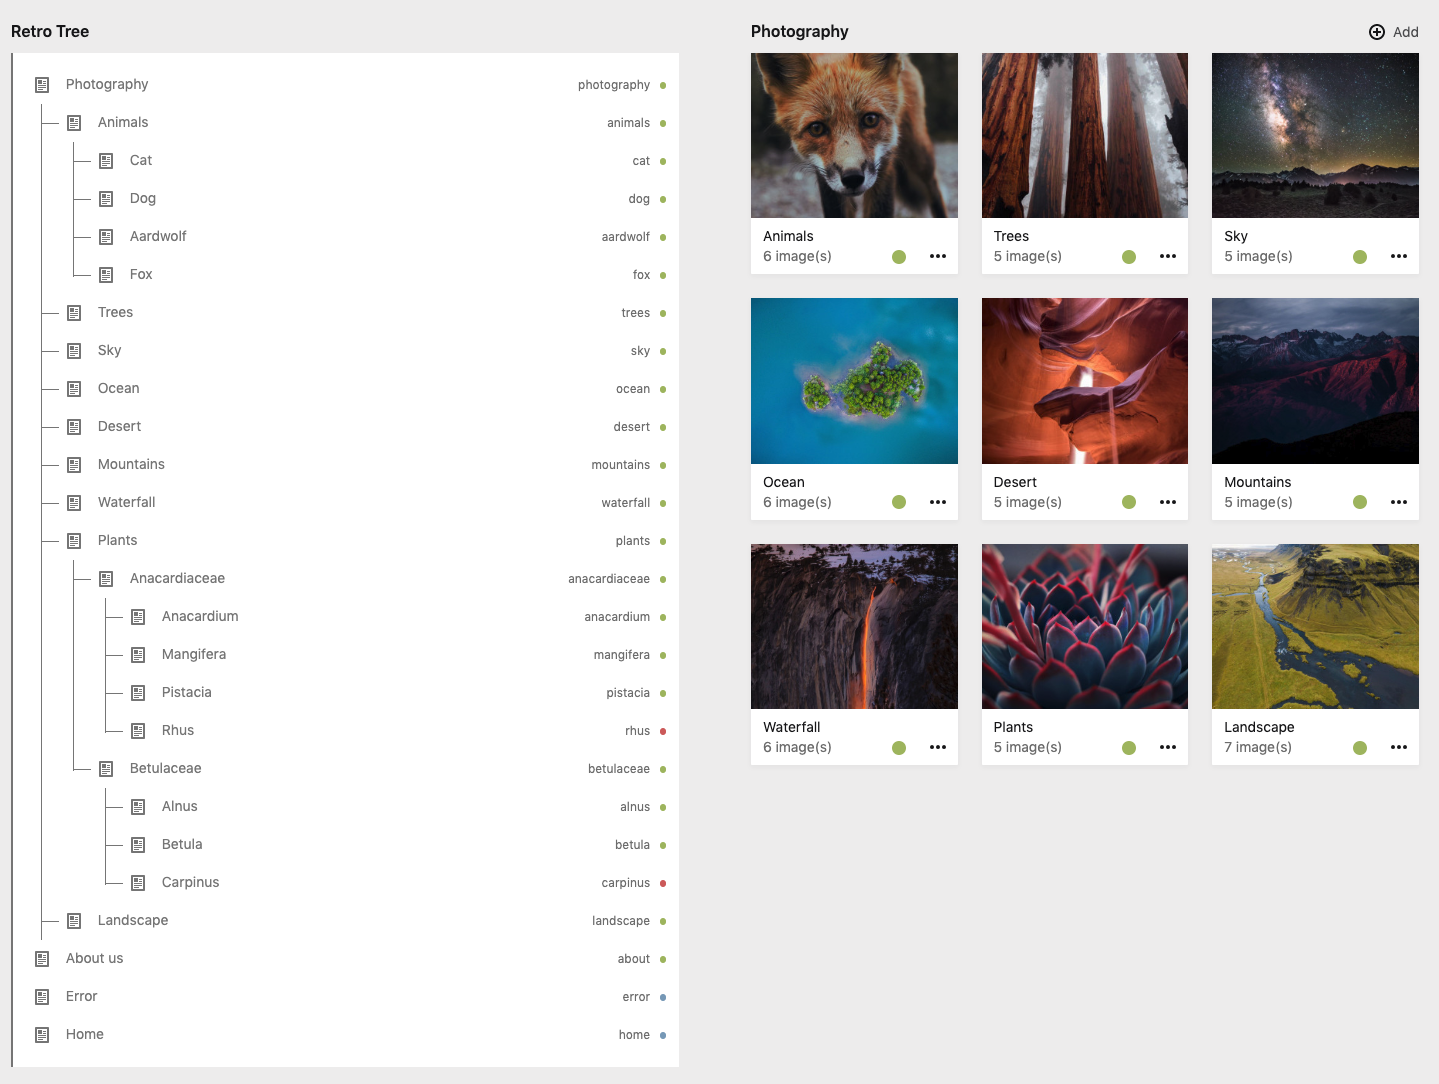 Retro Tree
Photography photography
Animals animals
Cat cat
Dog dog
Aardwolf aardwolf
Fox fox
Trees trees
Sky sky
Ocean ocean
Desert desert
Mountains mountains
Waterfall waterfall
Plants plants
Anacardiaceae anacardiaceae
Anacardium anacardium
Mangifera mangifera
Pistacia pistacia
Rhus rhus
Betulaceae betulaceae
Alnus alnus
Betula betula
Carpinus carpinus
Landscape landscape
About us about
Error error
Home home
Photography
Add
Animals
6 image(s)
Trees
5 image(s)
Sky
5 image(s)
Ocean
6 image(s)
Desert
5 image(s)
Mountains
5 image(s)
Waterfall
6 image(s)
Plants
5 image(s)
Landscape
7 image(s)